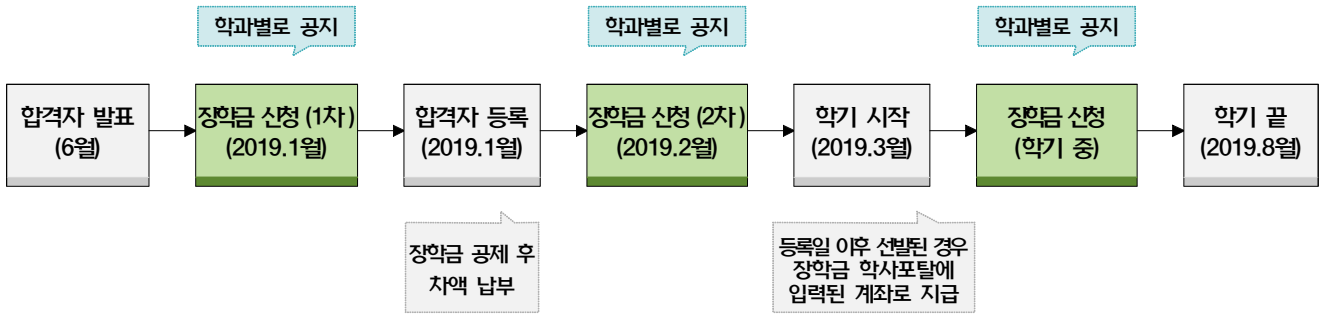 학과별로 공지
학과별로 공지
학과별로 공지
합격자 발표
(6월)
장학금 신청 (1차)
(2019.1월)
합격자 등록
(2019.1월)
장학금 신청 (2차)
(2019.2월)
학기 시작
(2019.3월)
장학금 신청
(학기 중)
학기 끝
(2019.8월)
장학금 공제 후
차액 납부
등록일 이후 선발된 경우
장학금 학사포탈에
입력된 계좌로 지급